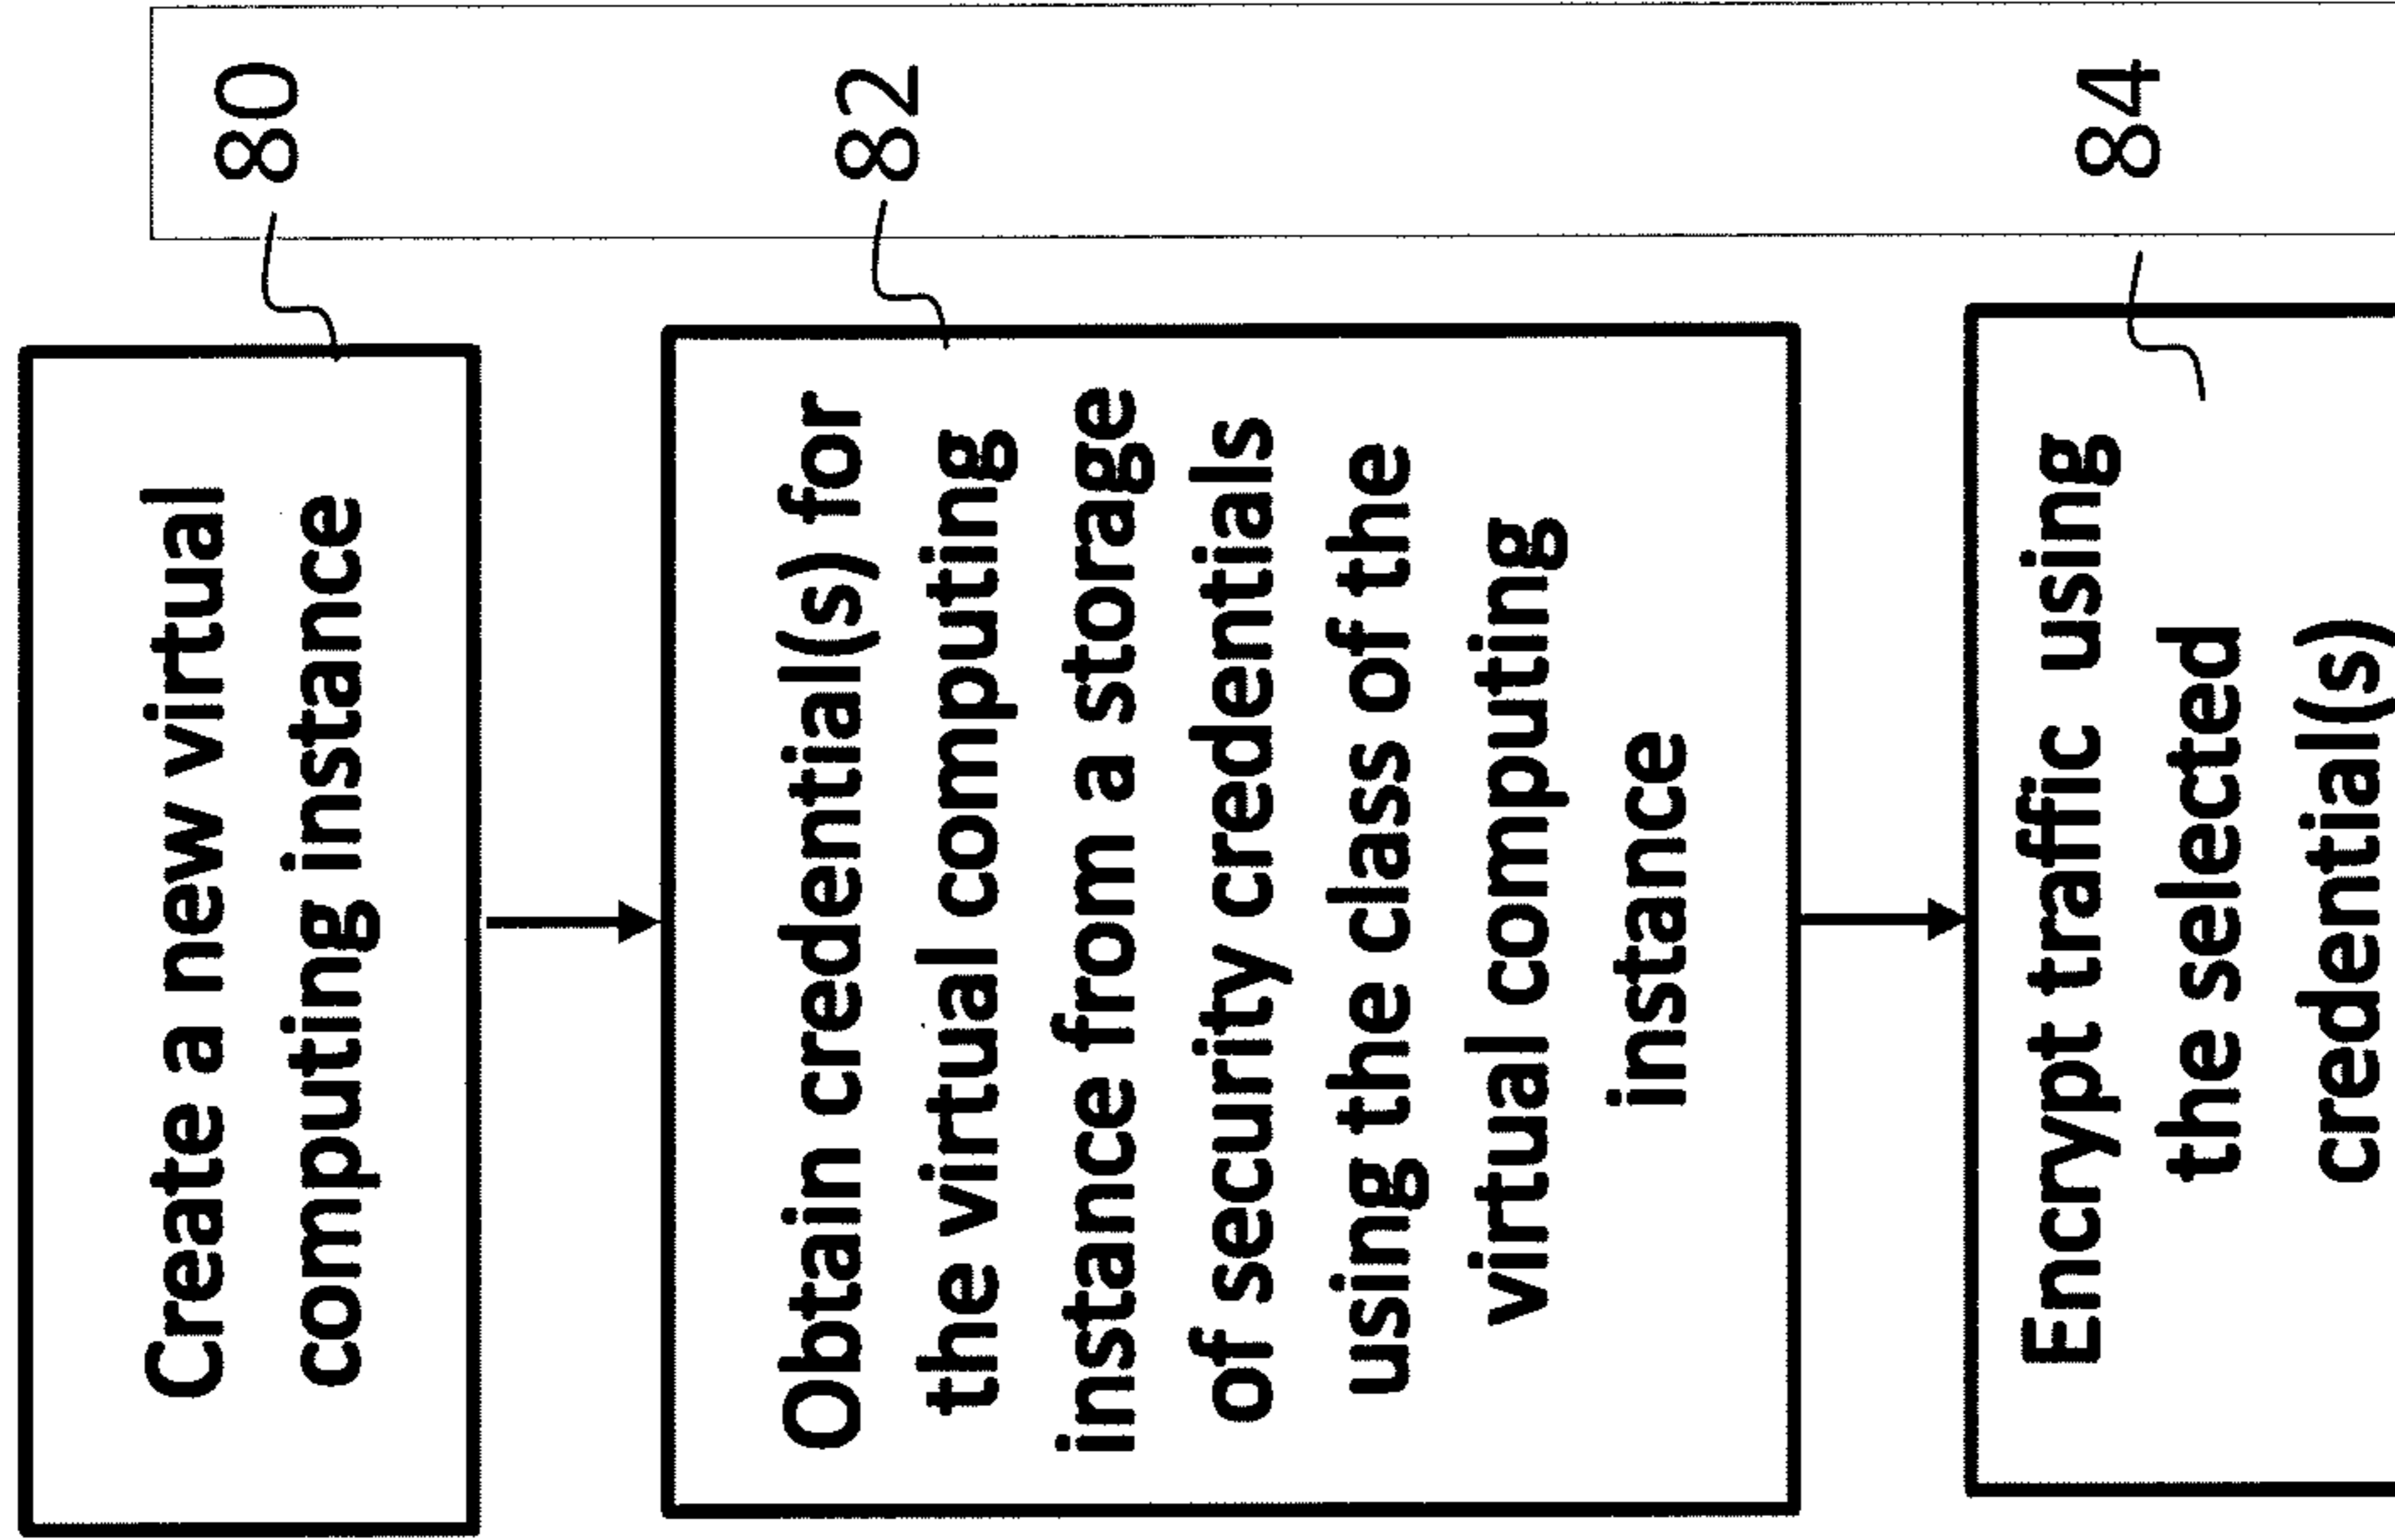 Create a new virtual
computing instance
80
Obtain credential(s) for
the virtual computing
instance from a storage
of security credentials
using the class of the
virtual computing
instance
82
Encrypt traffic using
the selected
credential(s)
84